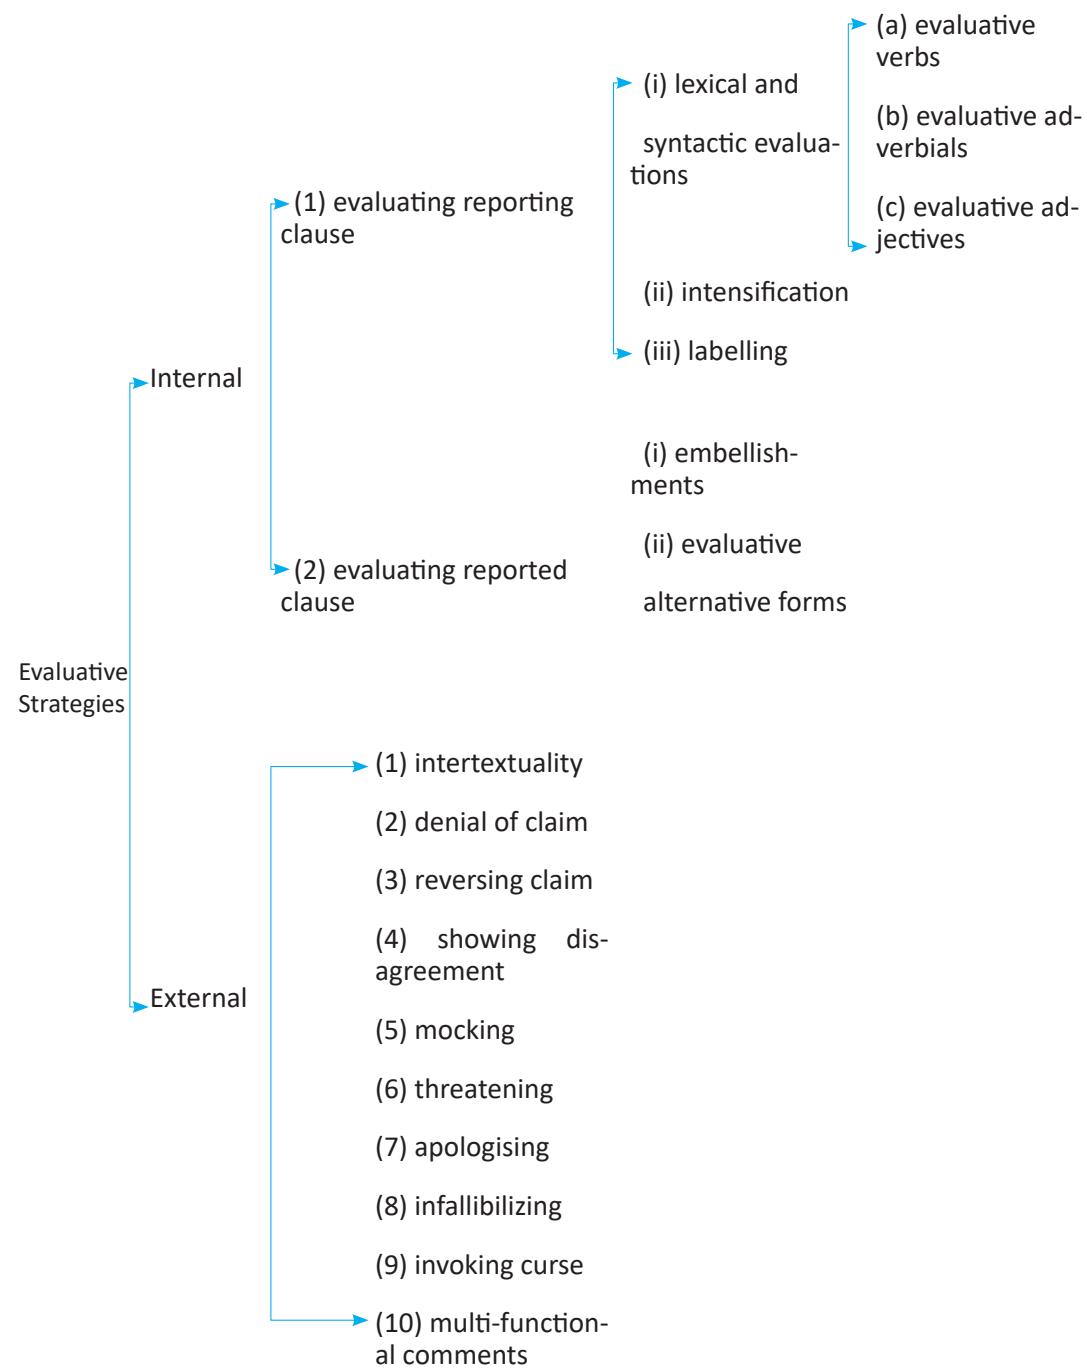 Evaluative
Strategies
Internal
(1) evaluating reporting
clause
(i) lexical and
syntactic evalua-
tions
(a) evaluative
verbs
(b) evaluative ad-
verbials
(c) evaluative ad-
jectives
(ii) intensification
(iii) labelling
(2) evaluating reported
clause
(i) embellish-
ments
(ii) evaluative
alternative forms
External
(1) intertextuality
(2) denial of claim
(3) reversing claim
(4) showing dis-
agreement
(5) mocking
(6) threatening
(7) apologising
(8) infallibilizing
(9) invoking curse
(10) multi-function-
al comments